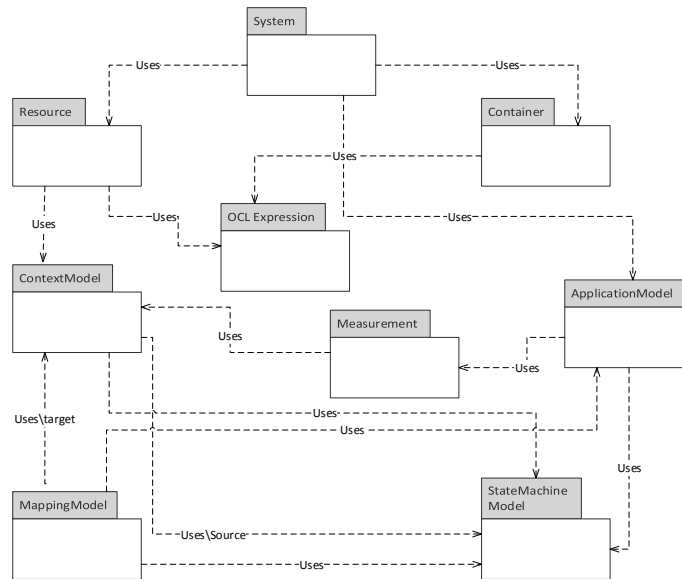 System
Uses
Uses
Resource
Container
Uses
OCL Expression
Uses
Uses
Uses
ContextModel
ApplicationModel
Measurement
Uses
Uses
Uses\target
Uses
Uses
Uses
MappingModel
StateMachine
Model
Uses\Source
Uses